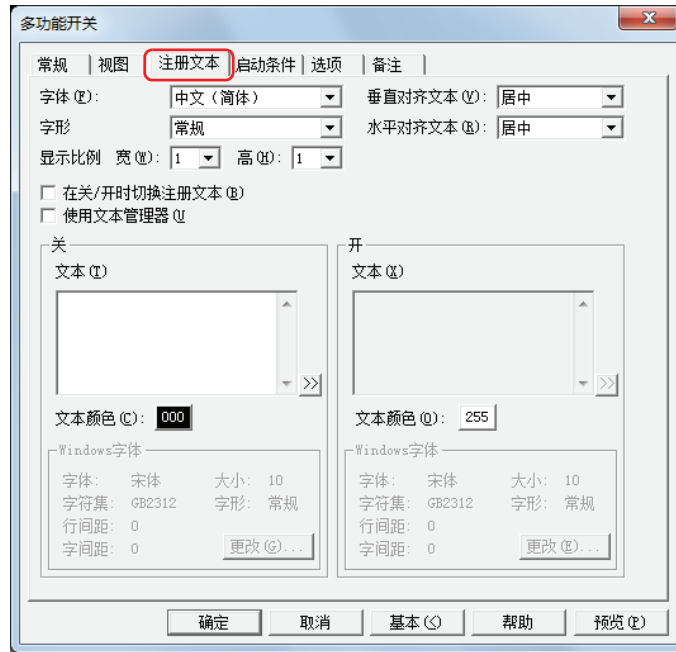 多功能开关
常规 视图 注册文本 启动条件 选项 备注
字体(F): 中文（简体） 垂直对齐文本(V): 居中
字形 常规 水平对齐文本(R): 居中
显示比例 宽(W): 1 高(H): 1
在关/开时切换注册文本(B)
使用文本管理器(U
关 开
文本(T) 文本(X)
>> >>
文本颜色(C): 000 文本颜色(O): 255
Windows字体 Windows字体
字体: 宋体 大小: 10 字体: 宋体 大小: 10
字符集: GB2312 字形: 常规 字符集: GB2312 字形: 常规
行间距: 0 行间距: 0
字间距: 0 更改(G)... 字间距: 0 更改(E)...
确定 取消 基本(<) 帮助 预览(P)